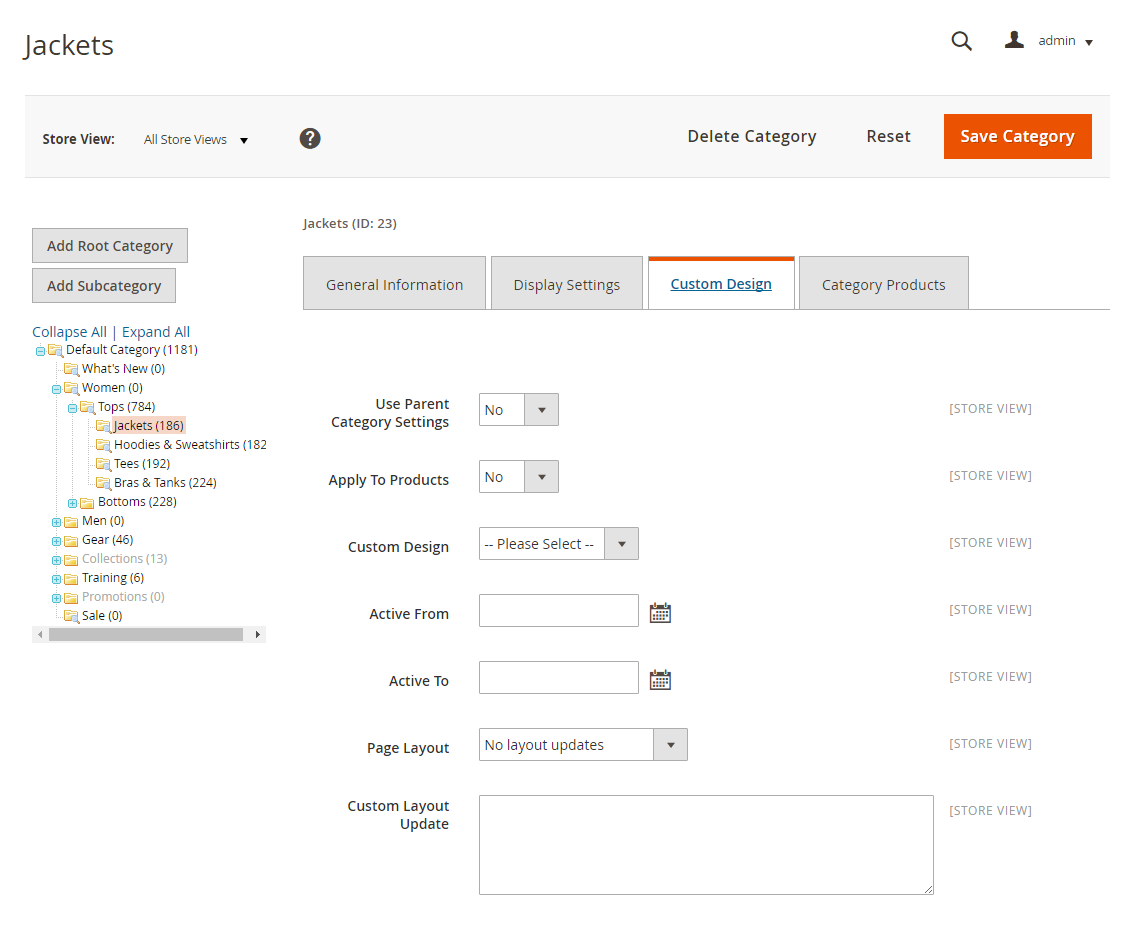 Jackets
admin
Store View:
All Store Views
?
Delete Category
Reset
Save Category
Add Root Category
Add Subcategory
Collapse All | Expand All
Default Category (1181)
What's New (0)
Women (0)
Tops (784)
Jackets (186)
Hoodies & Sweatshirts (182
Tees (192)
Bras & Tanks (224)
Bottoms (228)
Men (0)
Gear (46)
Collections (13)
Training (6)
Promotions (0)
Sale (0)
Jackets (ID: 23)
General Information
Display Settings
Custom Design
Category Products
Use Parent
Category Settings
No
[STORE VIEW]
Apply To Products
No
[STORE VIEW]
Custom Design
-- Please Select --
[STORE VIEW]
Active From
[STORE VIEW]
Active To
[STORE VIEW]
Page Layout
No layout updates
[STORE VIEW]
Custom Layout
Update
[STORE VIEW]